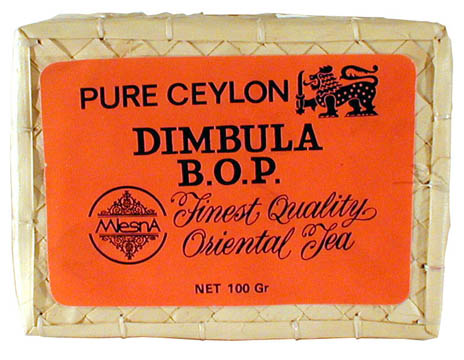 PURE CEYLON
DIMBULA
B.O.P.
MlesnA
Finest Quality
Oriental Tea
NET 100 Gr